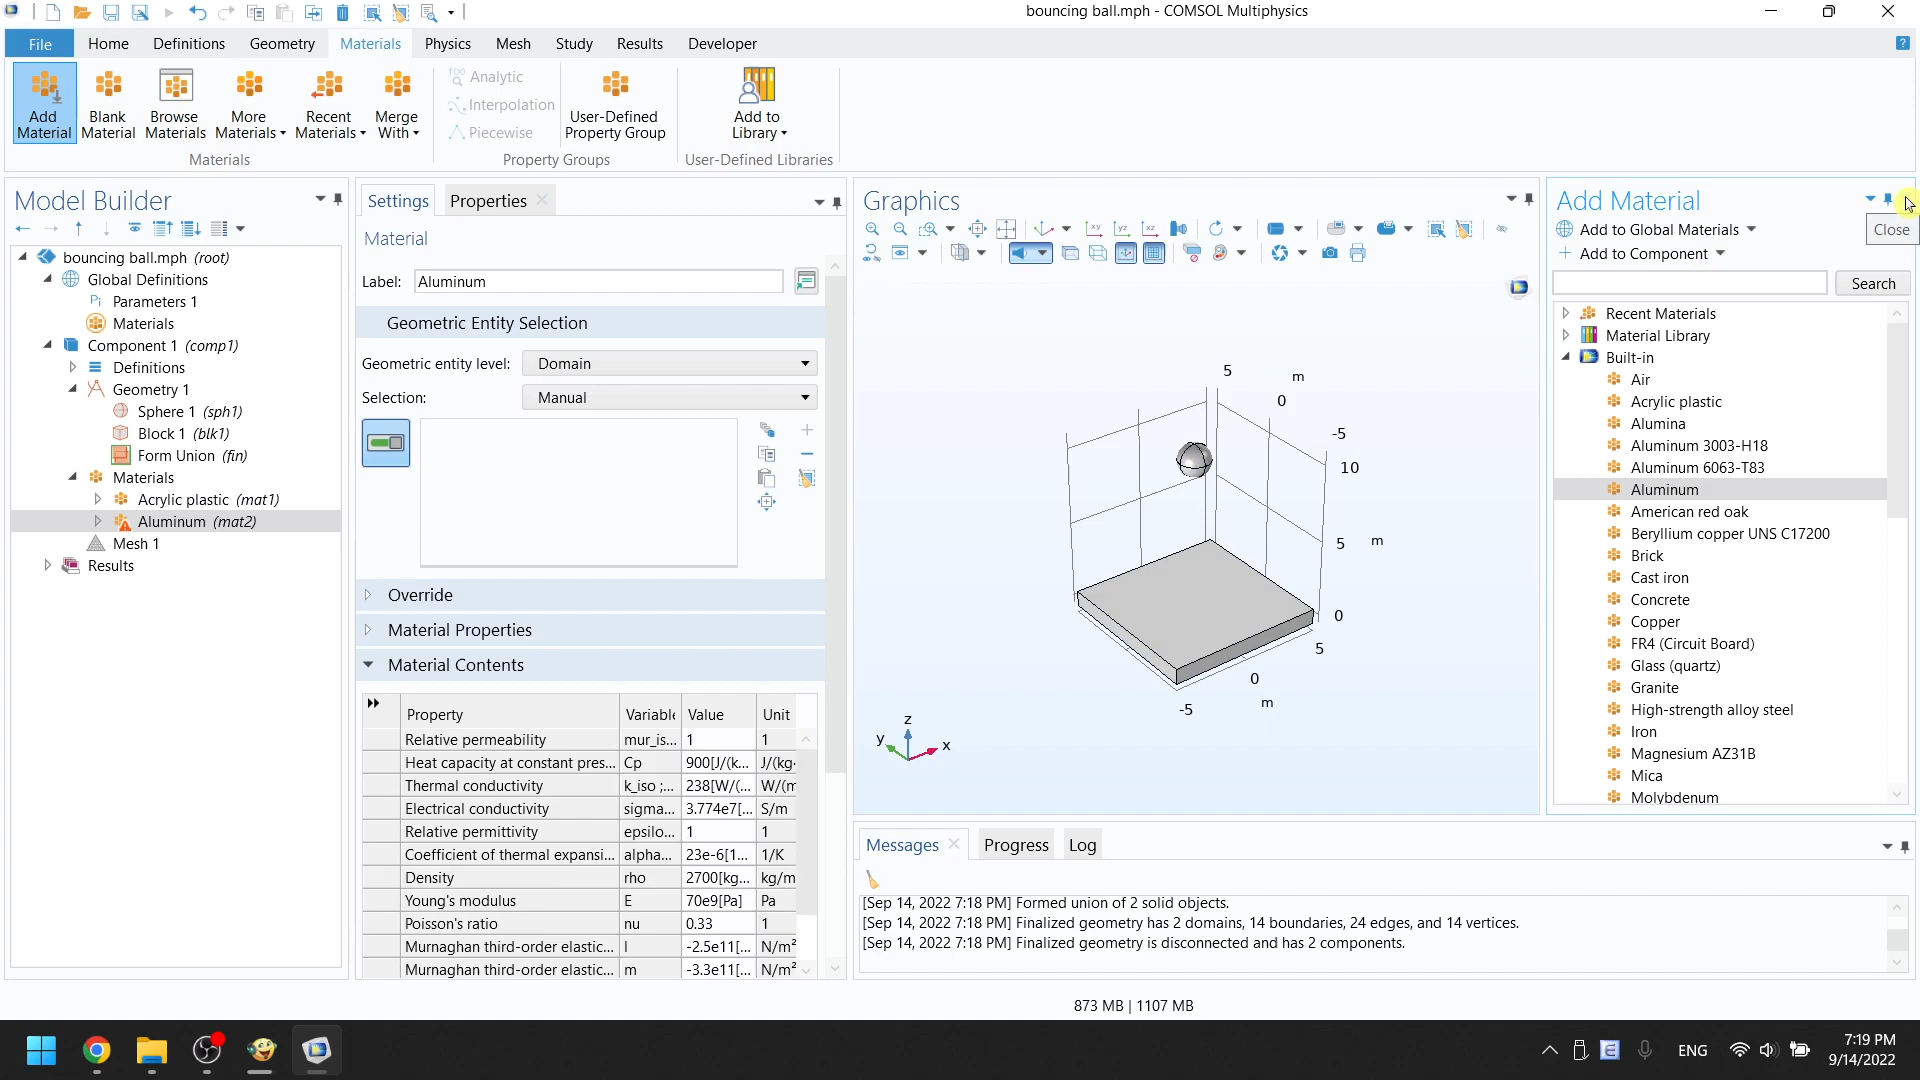 bouncing ball.mph - COMSOL Multiphysics
File Home Definitions Geometry Materials Physics Mesh Study Results Developer
Add Material
Blank Material
Browse Materials
More Materials
Recent Materials
Merge With
Analytic
Interpolation
Piecewise
User-Defined Property Group
Add to Library
Materials
Property Groups
User-Defined Libraries
Model Builder
bouncing ball.mph (root)
Global Definitions
Pi Parameters 1
Materials
Component 1 (comp1)
Definitions
Geometry 1
Sphere 1 (sph1)
Block 1 (blk1)
Form Union (fin)
Materials
Acrylic plastic (mat1)
Aluminum (mat2)
Mesh 1
Results
Settings Properties
Material
Label: Aluminum
Geometric Entity Selection
Geometric entity level: Domain
Selection: Manual
Override
Material Properties
Material Contents
Property Variable Value Unit
Relative permeability mur_is... 1 1
Heat capacity at constant pres... Cp 900[J/(k... J/(kg·
Thermal conductivity k_iso ;... 238[W/(... W/(m
Electrical conductivity sigma... 3.774e7[... S/m
Relative permittivity epsilo... 1 1
Coefficient of thermal expansi... alpha... 23e-6[1... 1/K
Density rho 2700[kg... kg/m
Young's modulus E 70e9[Pa] Pa
Poisson's ratio nu 0.33 1
Murnaghan third-order elastic... l -2.5e11[... N/m²
Murnaghan third-order elastic... m -3.3e11[... N/m²
Graphics
xy yz xz
5 m
0
-5
10
5 m
0
5
0
m
-5
z
y x
Messages Progress Log
[Sep 14, 2022 7:18 PM] Formed union of 2 solid objects.
[Sep 14, 2022 7:18 PM] Finalized geometry has 2 domains, 14 boundaries, 24 edges, and 14 vertices.
[Sep 14, 2022 7:18 PM] Finalized geometry is disconnected and has 2 components.
Add Material
Close
Add to Global Materials
Add to Component
Search
Recent Materials
Material Library
Built-in
Air
Acrylic plastic
Alumina
Aluminum 3003-H18
Aluminum 6063-T83
Aluminum
American red oak
Beryllium copper UNS C17200
Brick
Cast iron
Concrete
Copper
FR4 (Circuit Board)
Glass (quartz)
Granite
High-strength alloy steel
Iron
Magnesium AZ31B
Mica
Molybdenum
873 MB | 1107 MB
ENG
7:19 PM
9/14/2022